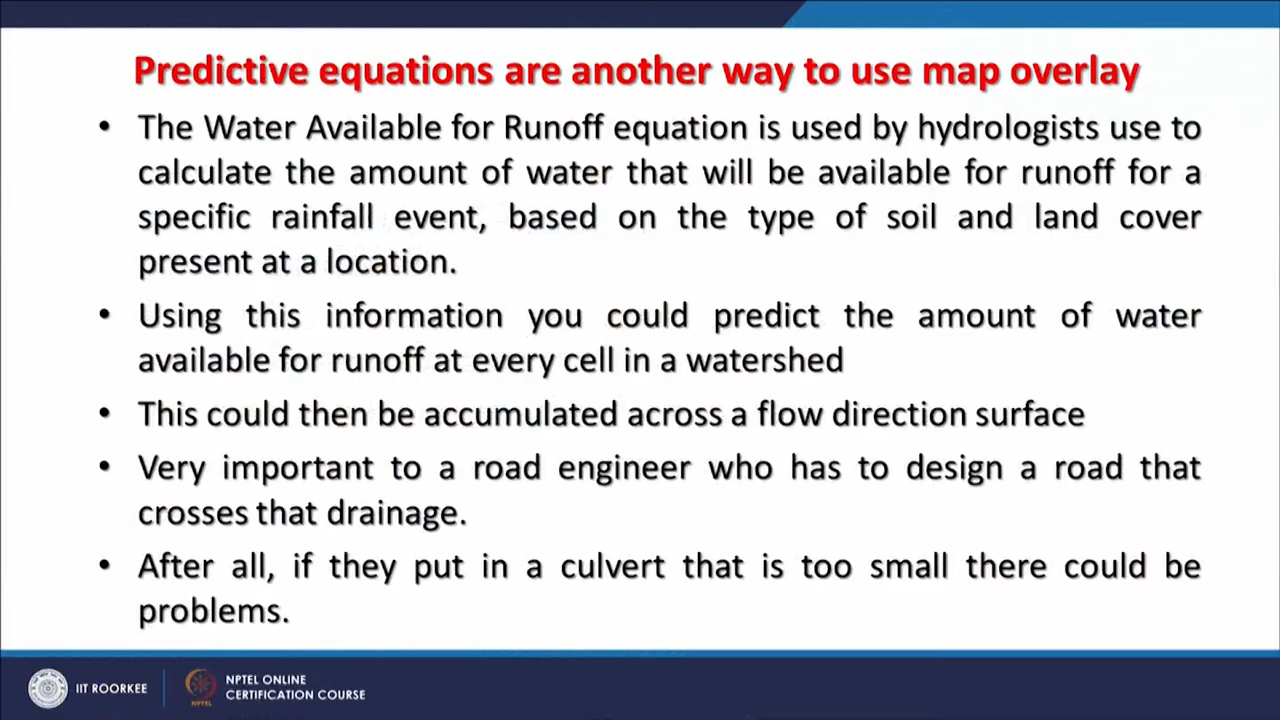 Predictive equations are another way to use map overlay
• The Water Available for Runoff equation is used by hydrologists use to
calculate the amount of water that will be available for runoff for a
specific rainfall event, based on the type of soil and land cover
present at a location.
• Using this information you could predict the amount of water
available for runoff at every cell in a watershed
• This could then be accumulated across a flow direction surface
• Very important to a road engineer who has to design a road that
crosses that drainage.
• After all, if they put in a culvert that is too small there could be
problems.
IIT ROORKEE
NPTEL
NPTEL ONLINE
CERTIFICATION COURSE